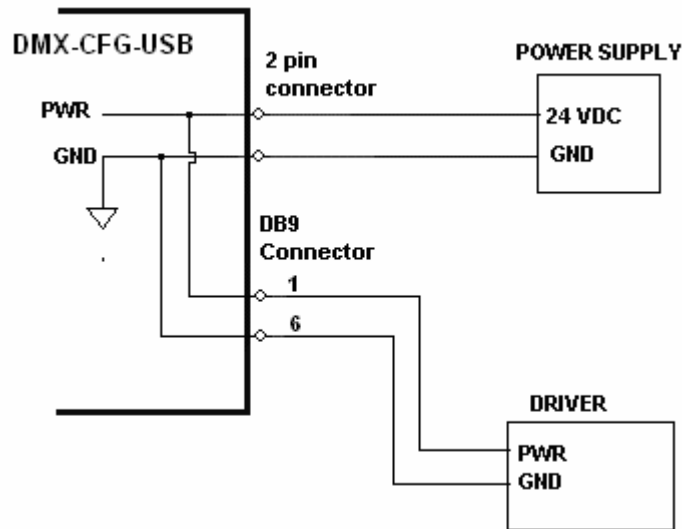 DMX-CFG-USB
2 pin
connector
POWER SUPPLY
PWR
24 VDC
GND
GND
DB9
Connector
1
6
DRIVER
PWR
GND